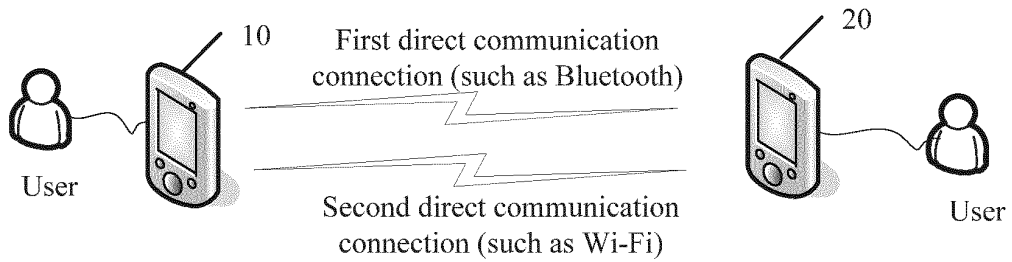 10
First direct communication
connection (such as Bluetooth)
20
User
User
Second direct communication
connection (such as Wi-Fi)